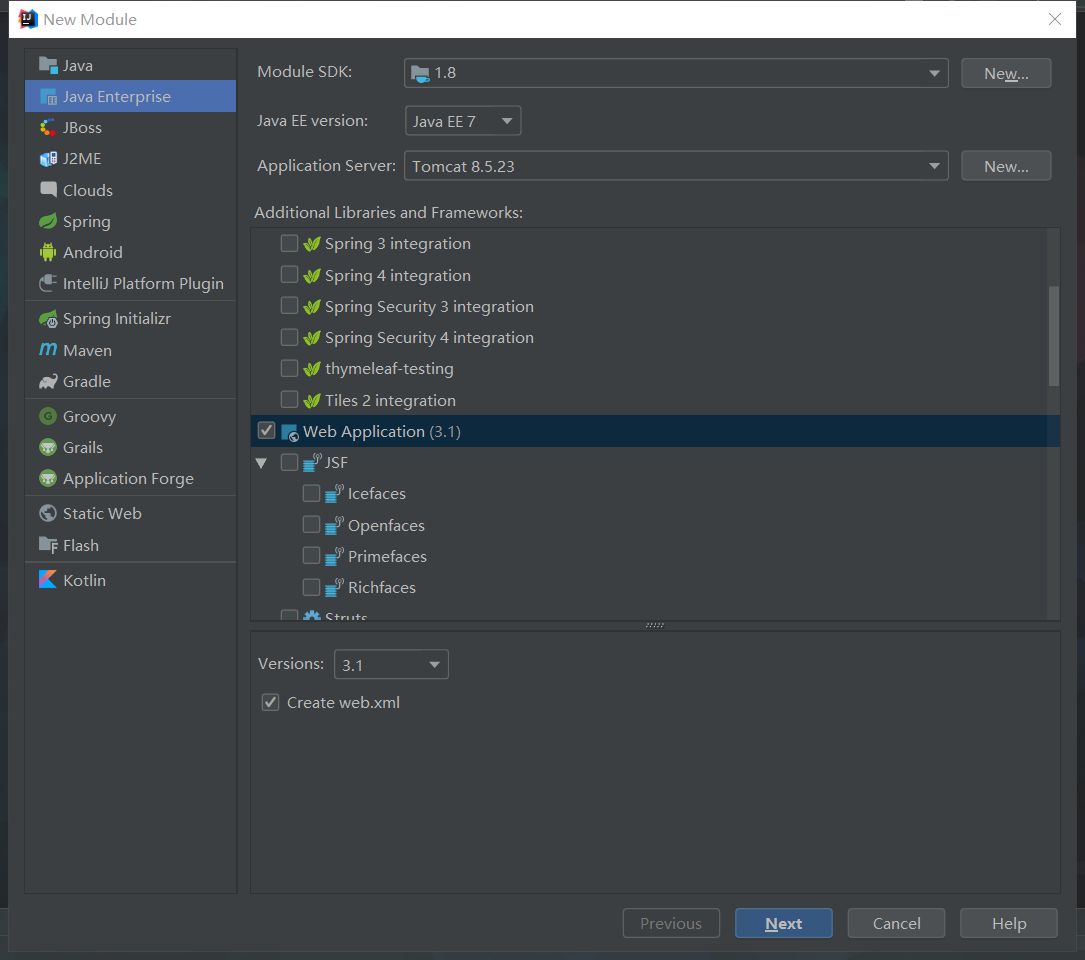 New Module
Java
Java Enterprise
JBoss
J2ME
Clouds
Spring
Android
IntelliJ Platform Plugin
Spring Initializr
Maven
Gradle
Groovy
Grails
Application Forge
Static Web
Flash
Kotlin
Module SDK: 1.8 New...
Java EE version: Java EE 7
Application Server: Tomcat 8.5.23 New...
Additional Libraries and Frameworks:
Spring 3 integration
Spring 4 integration
Spring Security 3 integration
Spring Security 4 integration
thymeleaf-testing
Tiles 2 integration
Web Application (3.1)
JSF
Icefaces
Openfaces
Primefaces
Richfaces
Struts
Versions: 3.1
Create web.xml
Previous Next Cancel Help